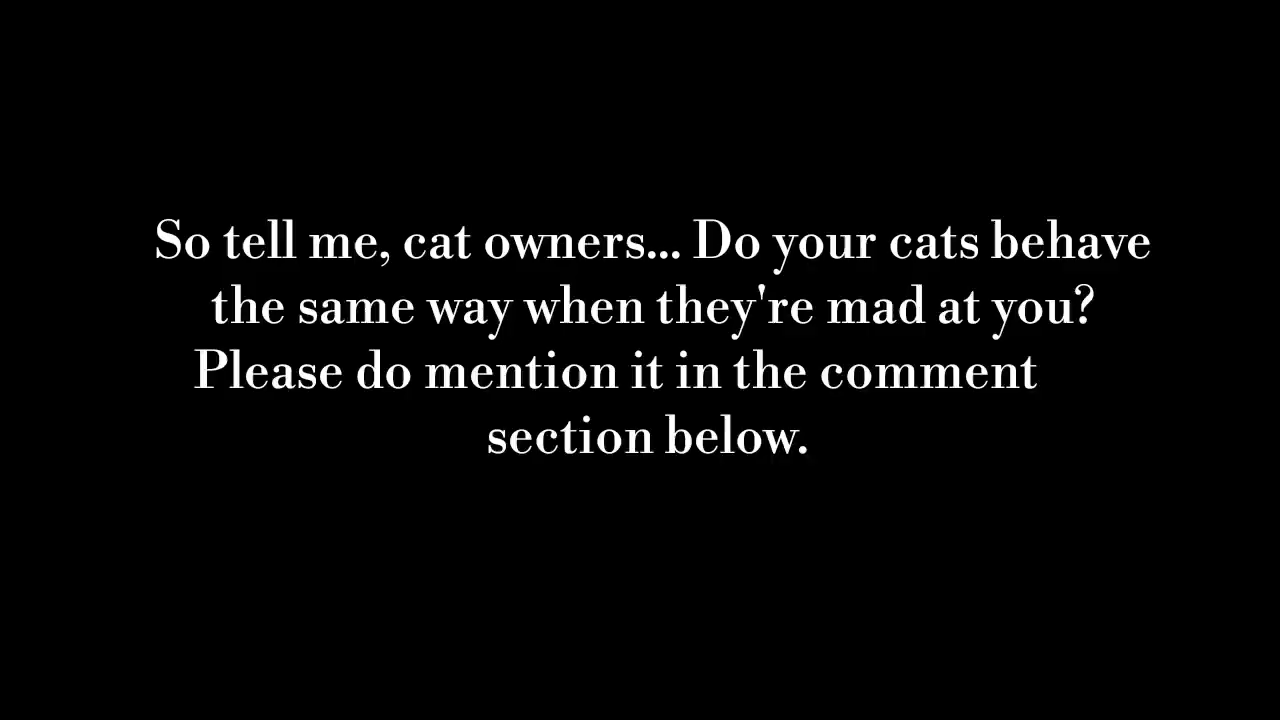 So tell me, cat owners... Do your cats behave
the same way when they're mad at you?
Please do mention it in the comment
section below.